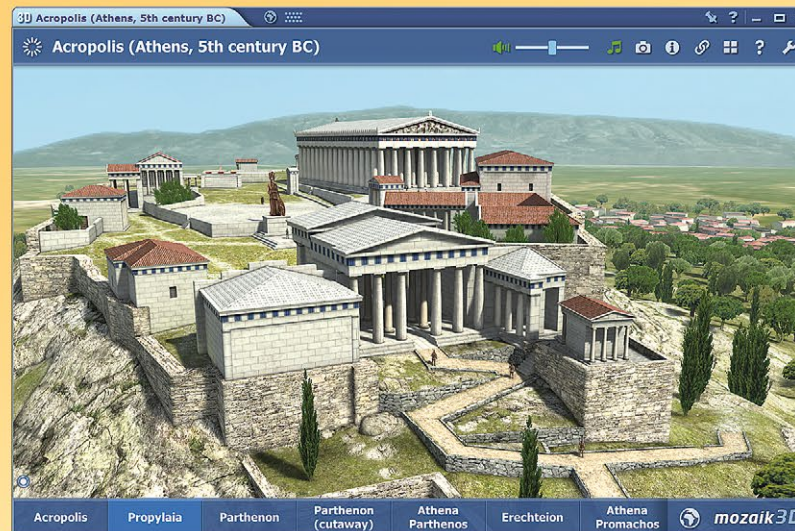 3D Acropolis (Athens, 5th century BC)
Acropolis (Athens, 5th century BC)
Acropolis
Propylaia
Parthenon
Parthenon
(cutaway)
Athena
Parthenos
Erechteion
Athena
Promachos
mozaik3D